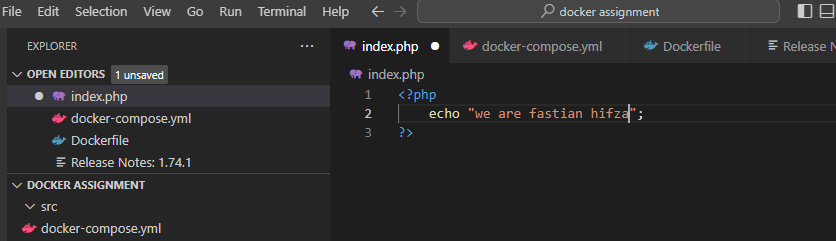 File Edit Selection View Go Run Terminal Help ← → docker assignment
EXPLORER ...
index.php docker-compose.yml Dockerfile Release N
OPEN EDITORS 1 unsaved
index.php
index.php
docker-compose.yml
Dockerfile
Release Notes: 1.74.1
DOCKER ASSIGNMENT
src
docker-compose.yml
1 <?php
2 echo "we are fastian hifza";
3 ?>